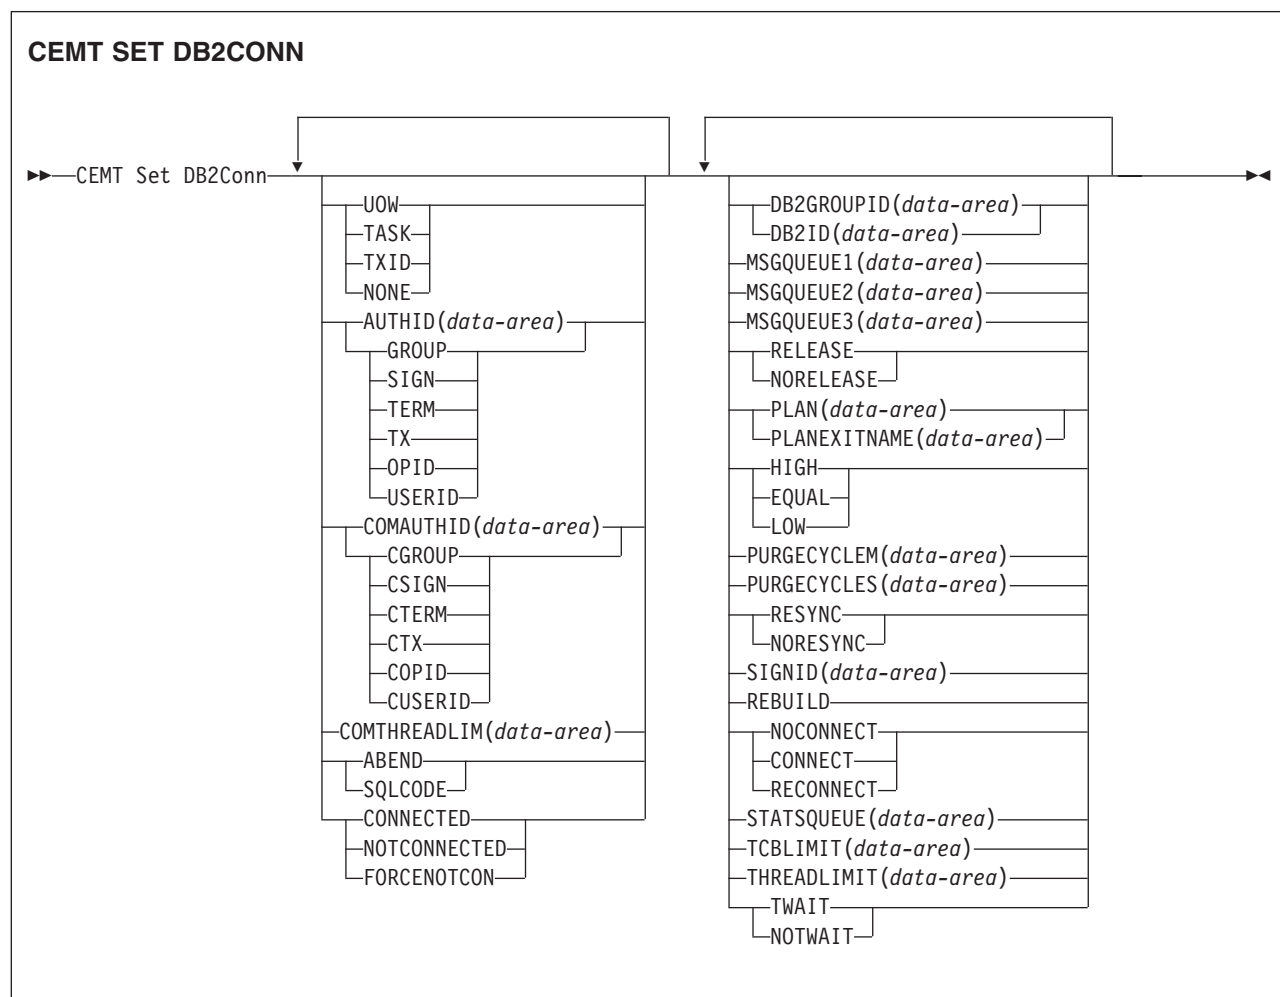 CEMT SET DB2CONN
CEMT Set DB2Conn
UOW
TASK
TXID
NONE
AUTHID(data-area)
GROUP
SIGN
TERM
TX
OPID
USERID
COMAUTHID(data-area)
CGROUP
CSIGN
CTERM
CTX
COPID
CUSERID
COMTHREADLIM(data-area)
ABEND
SQLCODE
CONNECTED
NOTCONNECTED
FORCENOTCON
DB2GROUPID(data-area)
DB2ID(data-area)
MSGQUEUE1(data-area)
MSGQUEUE2(data-area)
MSGQUEUE3(data-area)
RELEASE
NORELEASE
PLAN(data-area)
PLANEXITNAME(data-area)
HIGH
EQUAL
LOW
PURGECYCLEM(data-area)
PURGECYCLES(data-area)
RESYNC
NORESYNC
SIGNID(data-area)
REBUILD
NOCONNECT
CONNECT
RECONNECT
STATSQUEUE(data-area)
TCBLIMIT(data-area)
THREADLIMIT(data-area)
TWAIT
NOTWAIT